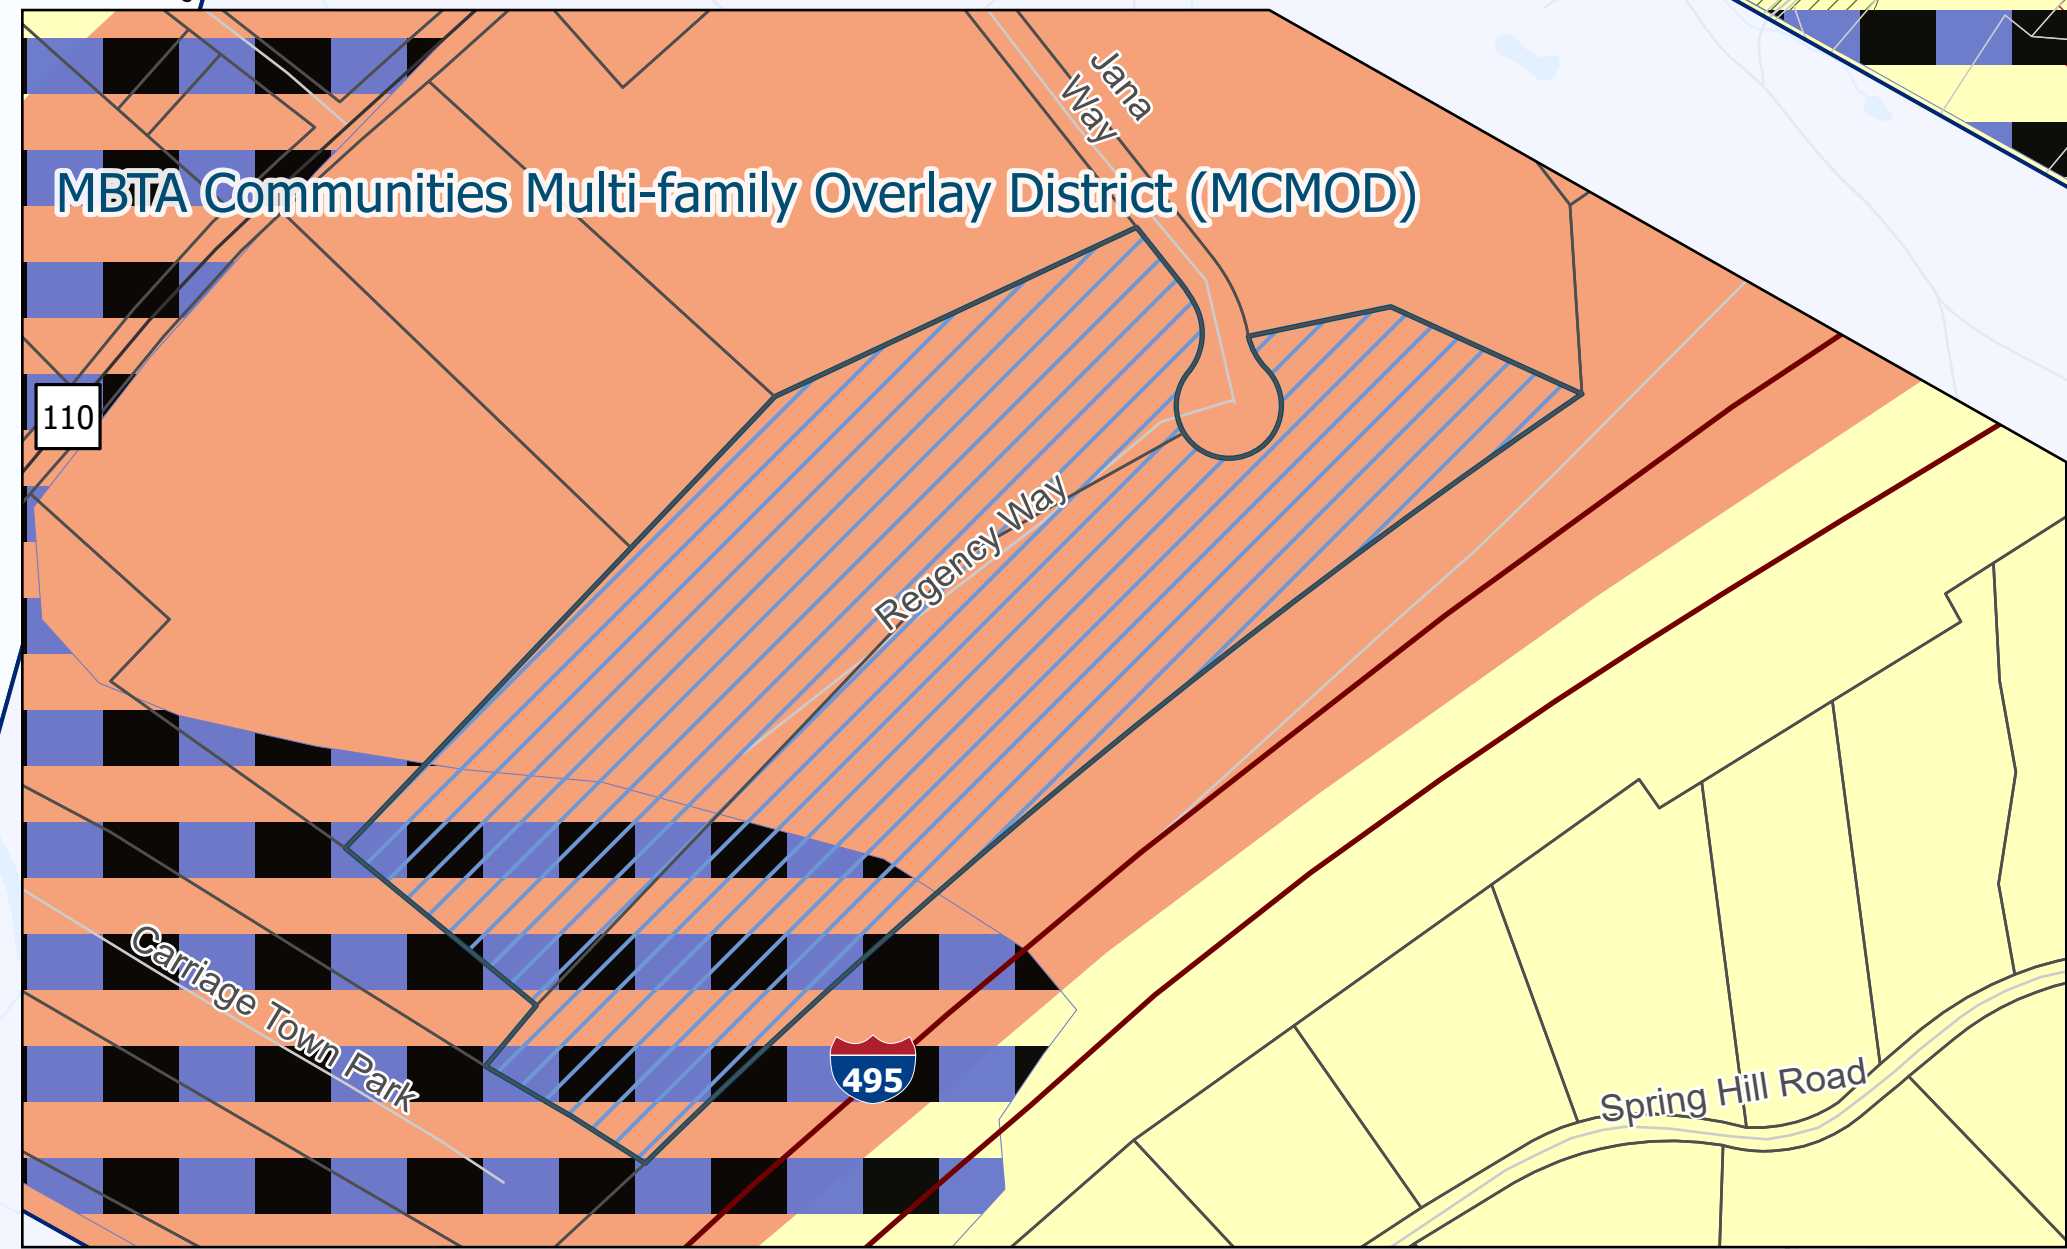 Jana
Way
MBTA Communities Multi-family Overlay District (MCMOD)
110
Regency Way
Carriage Town Park
495
Spring Hill Road